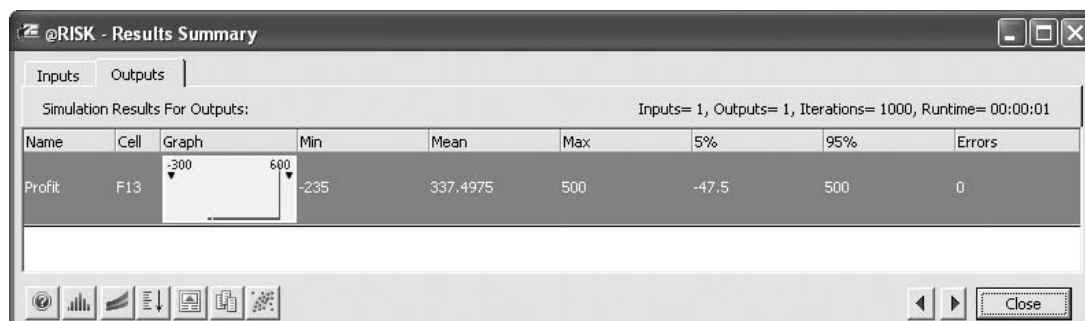 @RISK - Results Summary
Inputs Outputs
Simulation Results For Outputs: Inputs= 1, Outputs= 1, Iterations= 1000, Runtime= 00:00:01
Name Cell Graph Min Mean Max 5% 95% Errors
-300 600
Profit F13 -235 337.4975 500 -47.5 500 0
Close